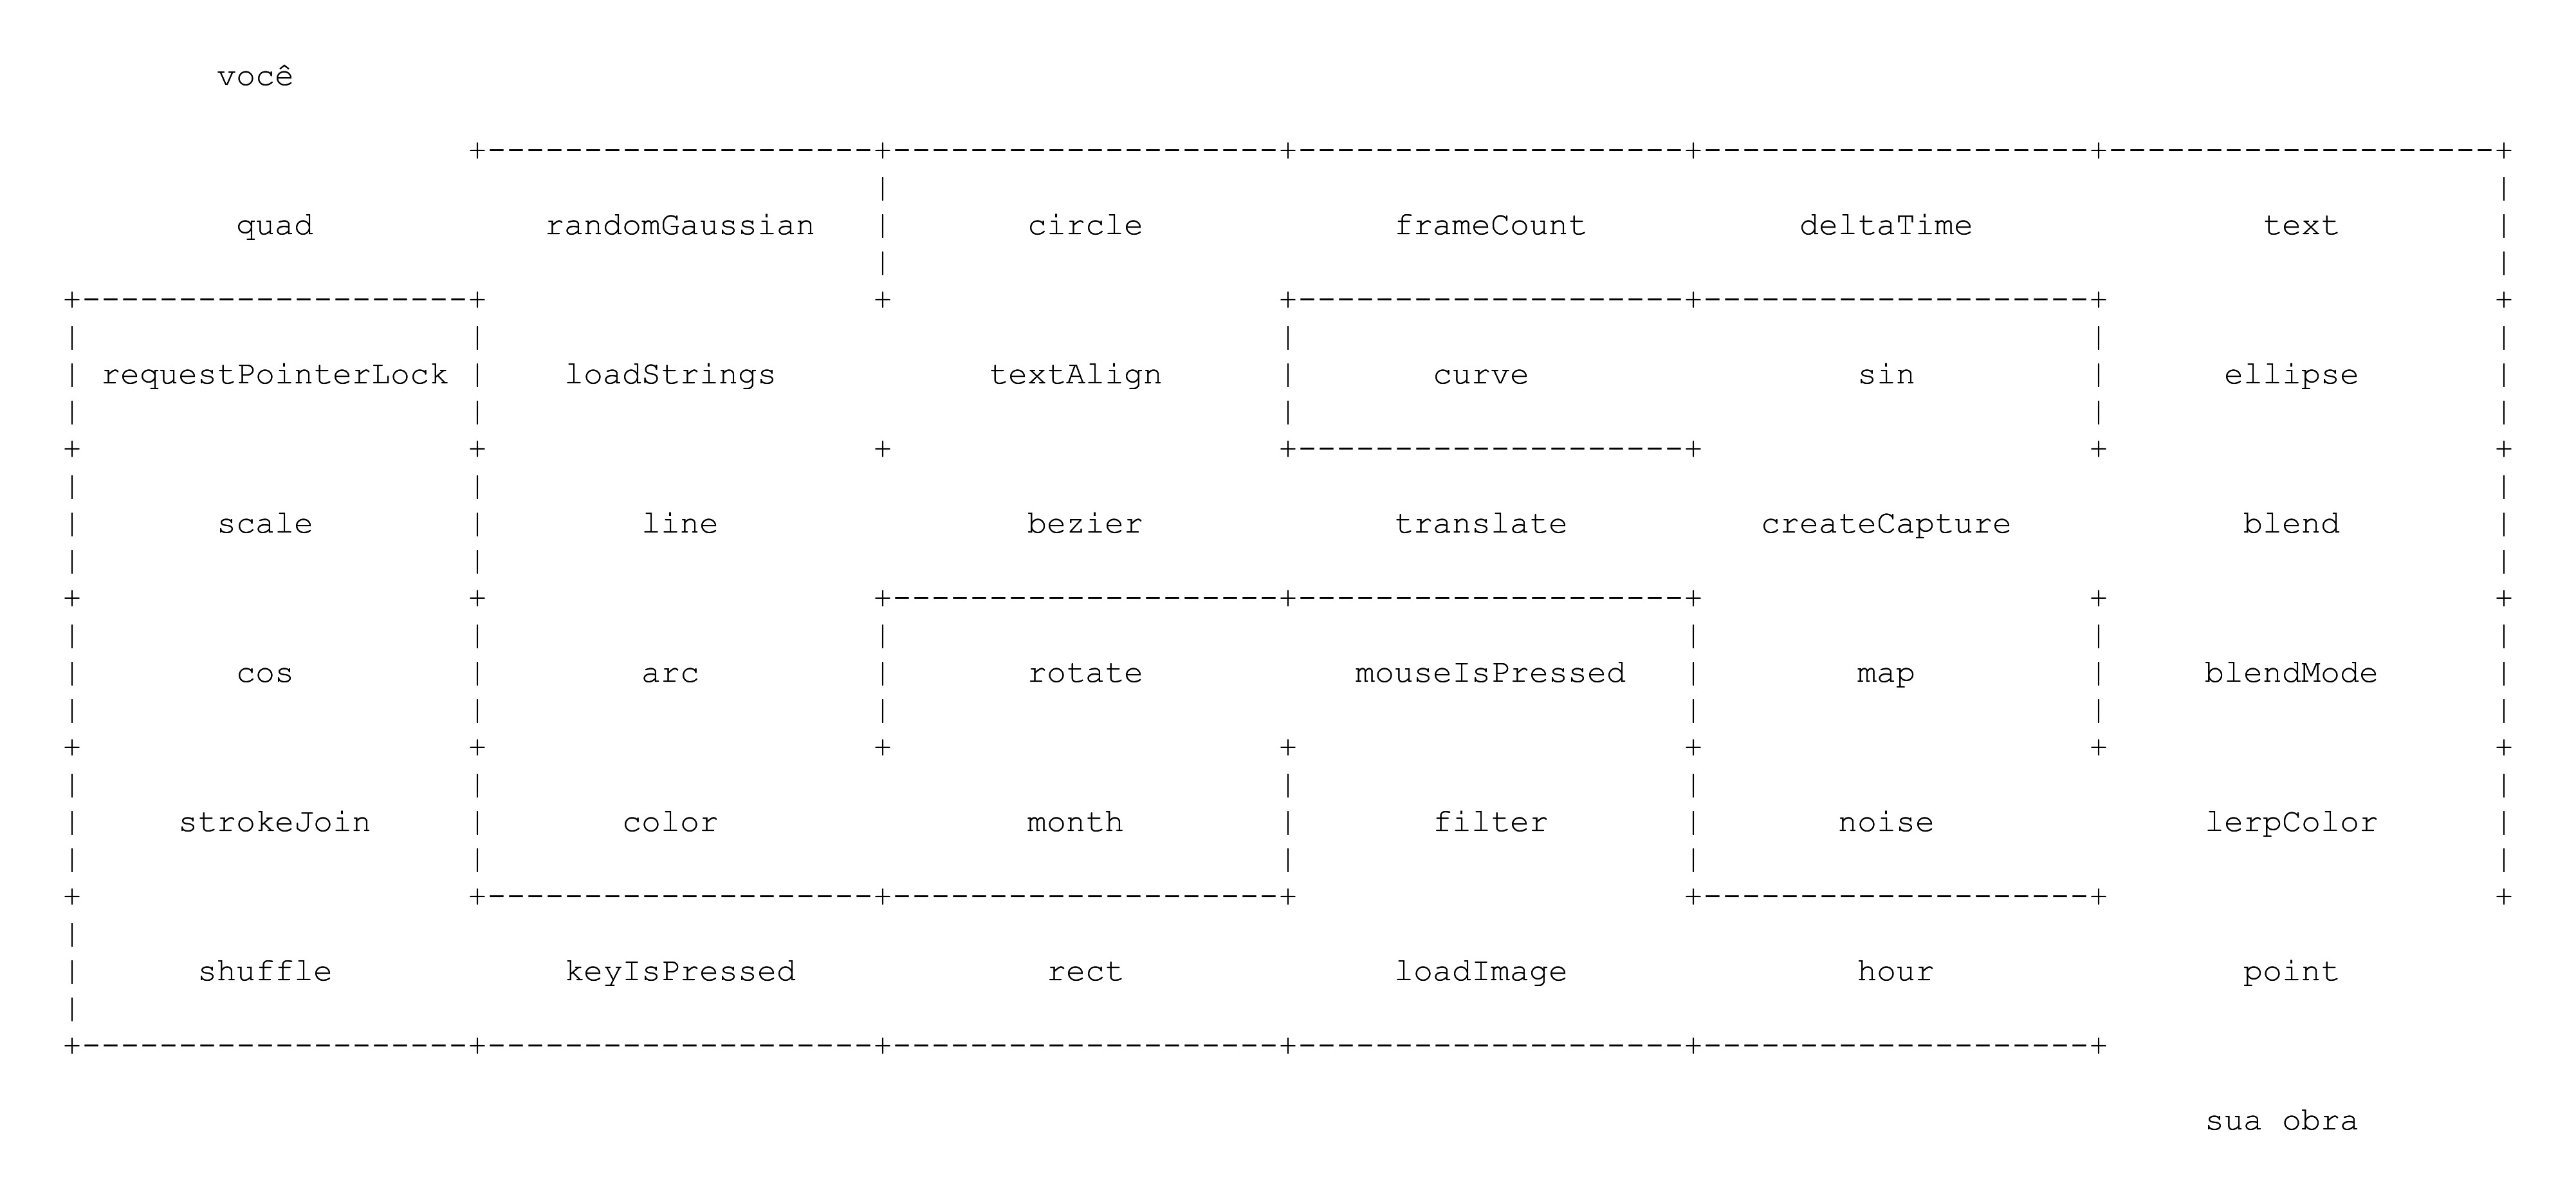 você
quad randomGaussian circle frameCount deltaTime text
requestPointerLock loadStrings textAlign curve sin ellipse
scale line bezier translate createCapture blend
cos arc rotate mouseIsPressed map blendMode
strokeJoin color month filter noise lerpColor
shuffle keyIsPressed rect loadImage hour point
sua obra